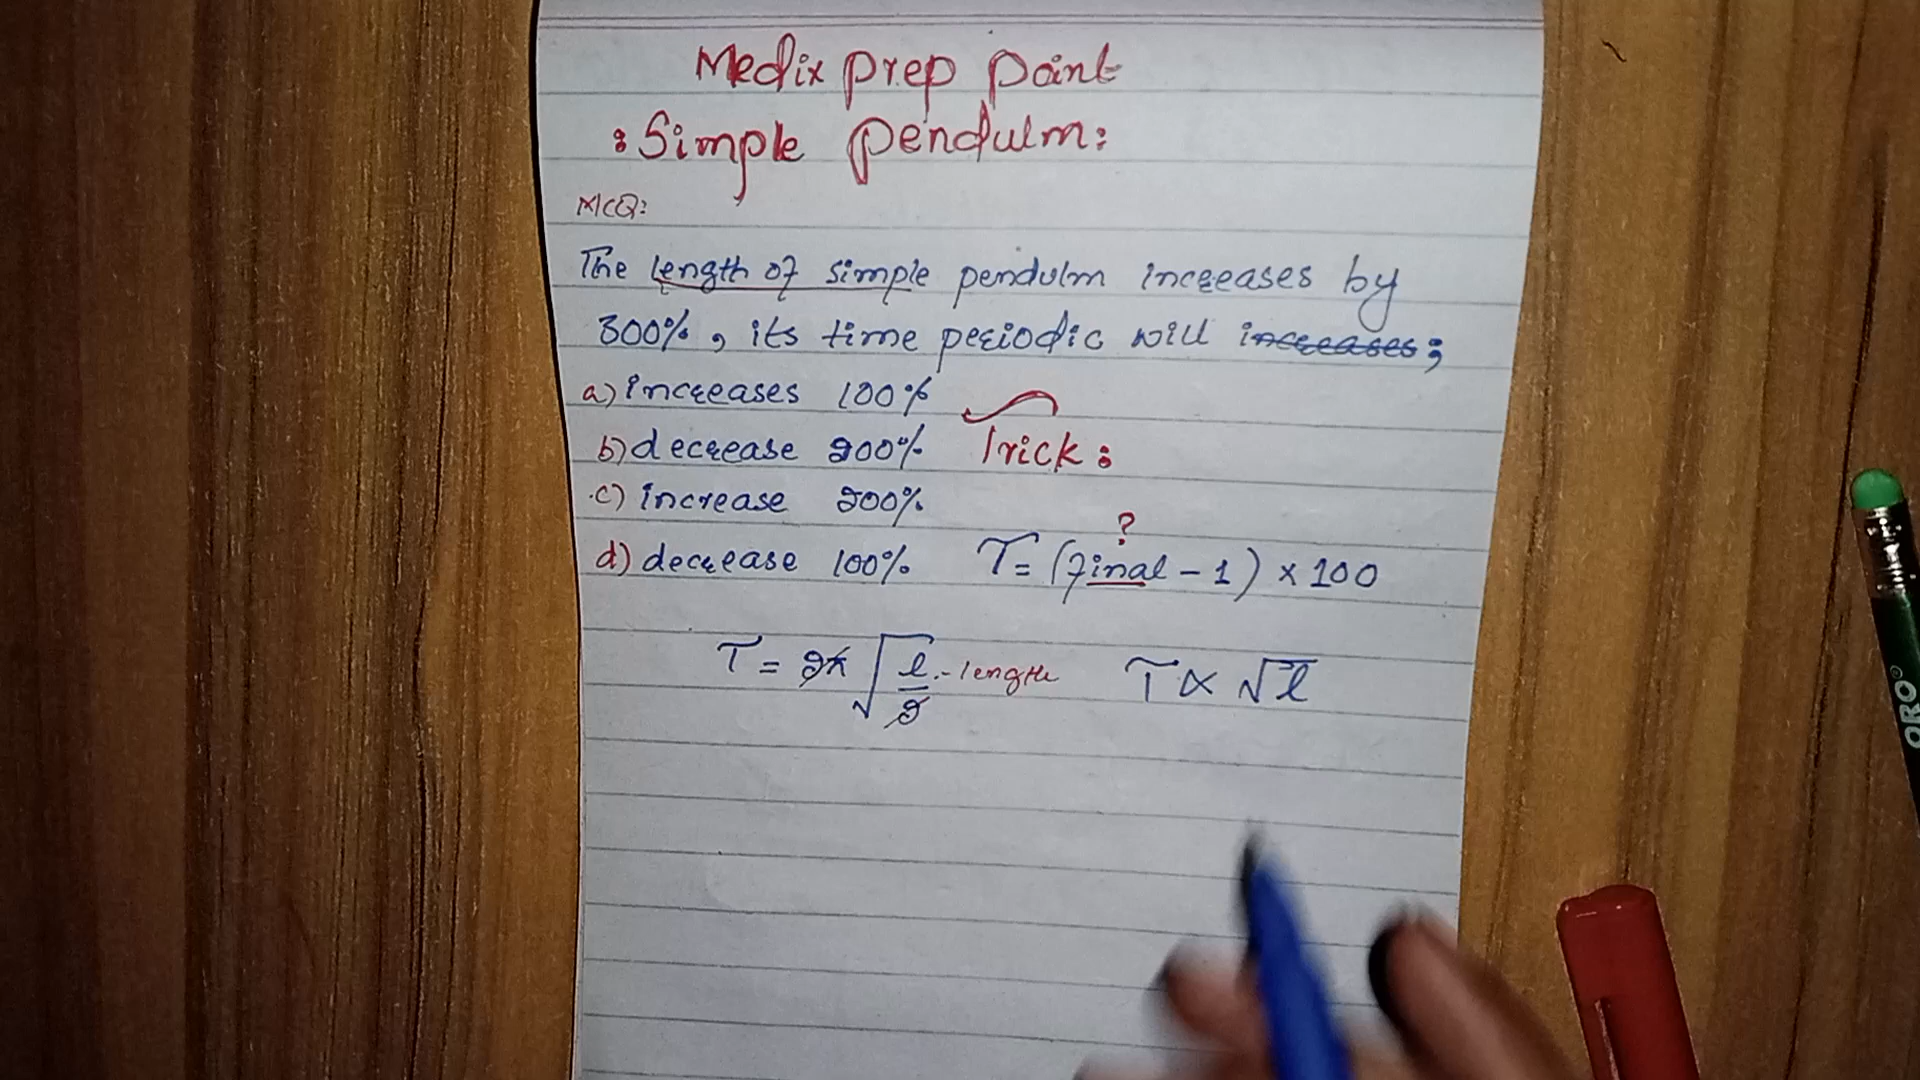 Medix prep point
:Simple pendulm:
MCQ:
The length of simple pendulm increases by
300%, its time periodic will increases;
a) increases 100%
b) decrease 200% Trick:
c) increase 200%
?
d) decrease 100% T = (final - 1) × 100
T = 2π √l/g - length T ∝ √l
ORO®